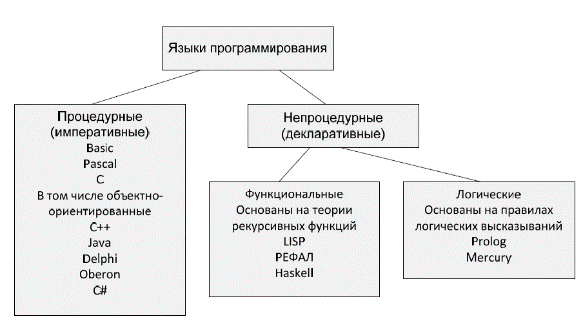 Языки программирования
Процедурные
(императивные)
Basic
Pascal
C
В том числе объектно-
ориентированные
C++
Java
Delphi
Oberon
C#
Непроцедурные
(декларативные)
Функциональные
Основаны на теории
рекурсивных функций
LISP
РЕФАЛ
Haskell
Логические
Основаны на правилах
логических высказываний
Prolog
Mercury